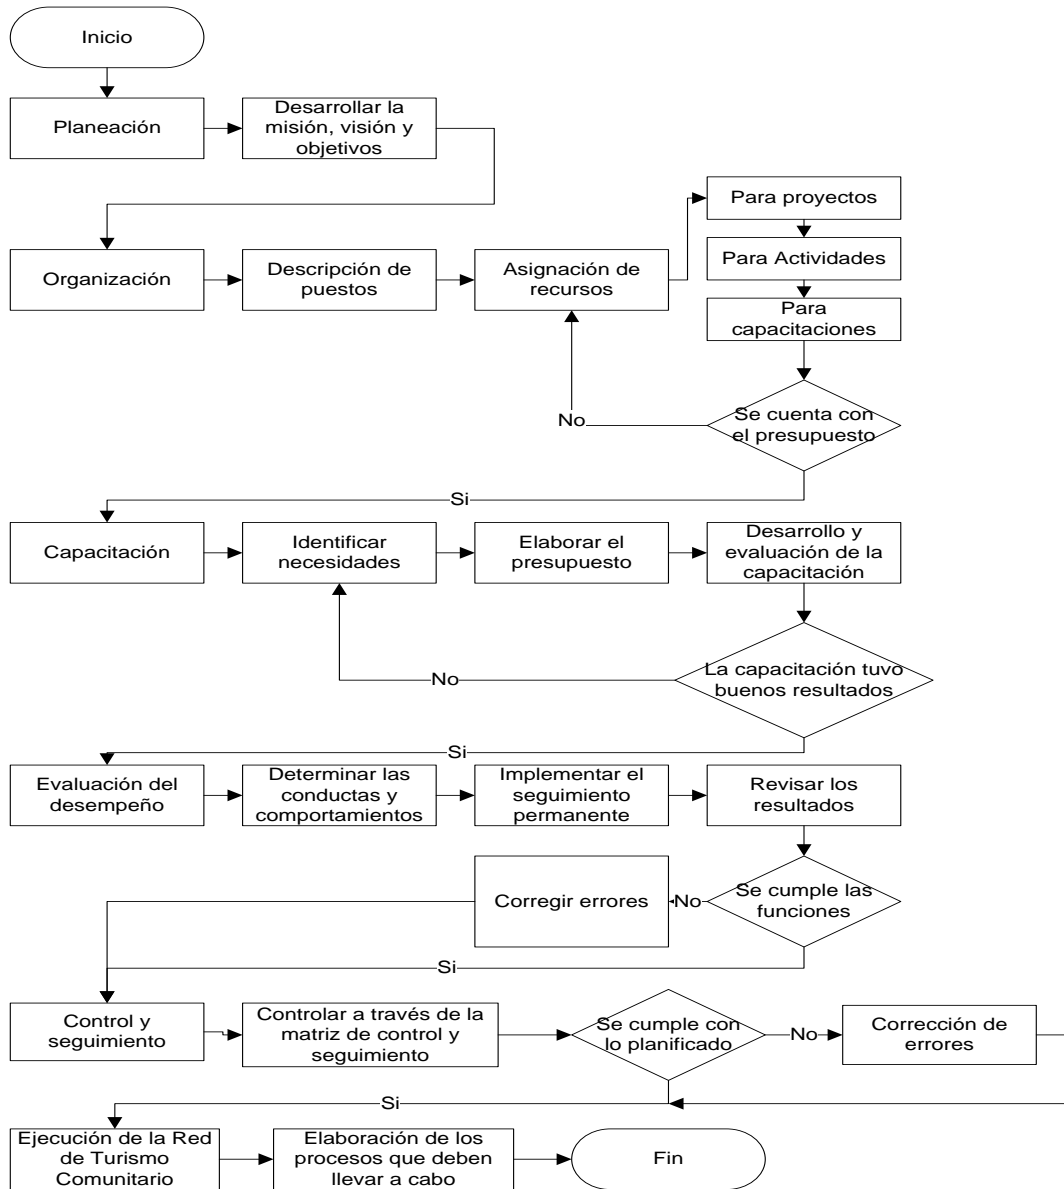 Inicio
Planeación
Desarrollar la
misión, visión y
objetivos
Organización
Descripción de
puestos
Asignación de
recursos
Para proyectos
Para Actividades
Para
capacitaciones
Se cuenta con
el presupuesto
No
Si
Capacitación
Identificar
necesidades
Elaborar el
presupuesto
Desarrollo y
evaluación de la
capacitación
La capacitación tuvo
buenos resultados
No
Si
Evaluación del
desempeño
Determinar las
conductas y
comportamientos
Implementar el
seguimiento
permanente
Revisar los
resultados
Se cumple las
funciones
No
Corregir errores
Si
Control y
seguimiento
Controlar a través de la
matriz de control y
seguimiento
Se cumple con
lo planificado
No
Corrección de
errores
Si
Ejecución de la Red
de Turismo
Comunitario
Elaboración de los
procesos que deben
llevar a cabo
Fin